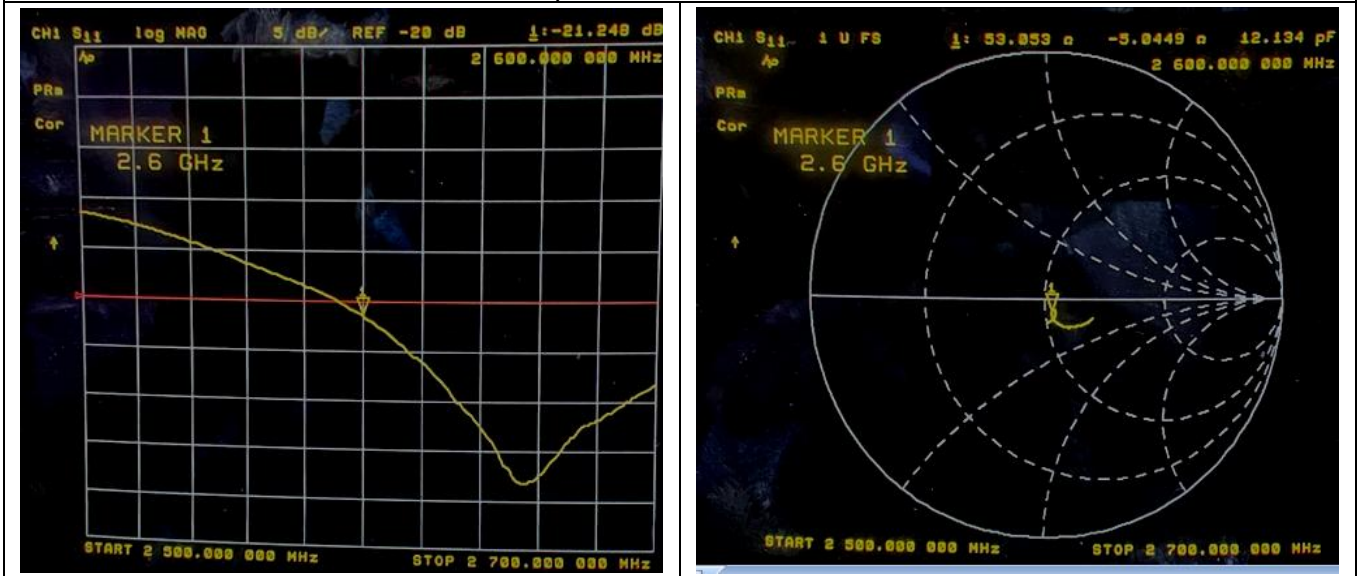 CH1 S11 log MAG 5 dB/ REF -20 dB 1:-21.248 dB
2 600.000 000 MHz
PRm
Cor
MARKER 1
2.6 GHz
START 2 500.000 000 MHz STOP 2 700.000 000 MHz
CH1 S11 1 U FS 1: 53.053 Ω -5.0449 Ω 12.134 pF
2 600.000 000 MHz
PRm
Cor
MARKER 1
2.6 GHz
START 2 500.000 000 MHz STOP 2 700.000 000 MHz